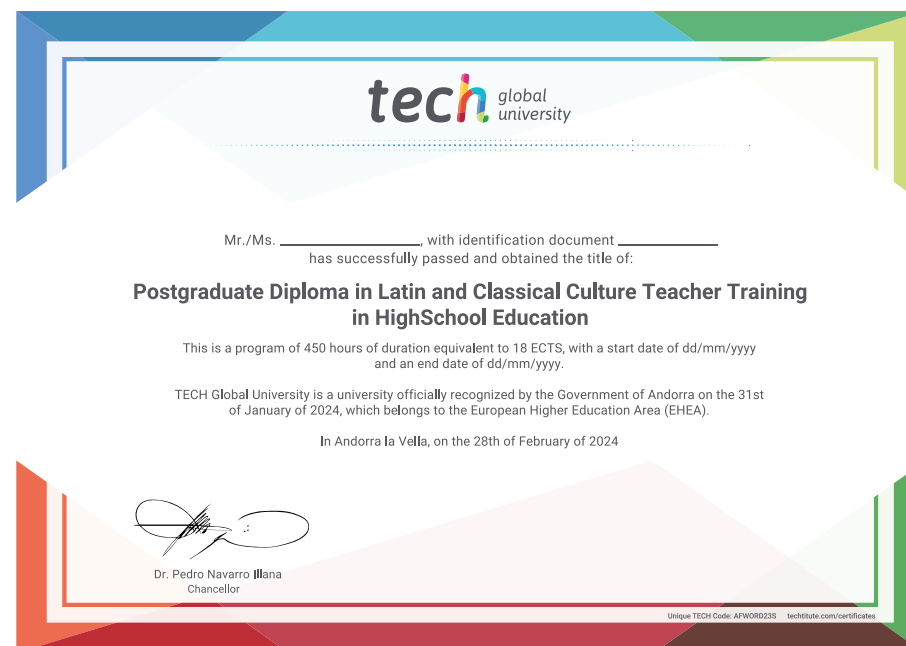 tech global university
Mr./Ms. ____________________, with identification document ______________
has successfully passed and obtained the title of:
Postgraduate Diploma in Latin and Classical Culture Teacher Training
in HighSchool Education
This is a program of 450 hours of duration equivalent to 18 ECTS, with a start date of dd/mm/yyyy
and an end date of dd/mm/yyyy.
TECH Global University is a university officially recognized by the Government of Andorra on the 31st
of January of 2024, which belongs to the European Higher Education Area (EHEA).
In Andorra la Vella, on the 28th of February of 2024
Dr. Pedro Navarro Illana
Chancellor
Unique TECH Code: AFWORD23S techtitute.com/certificates